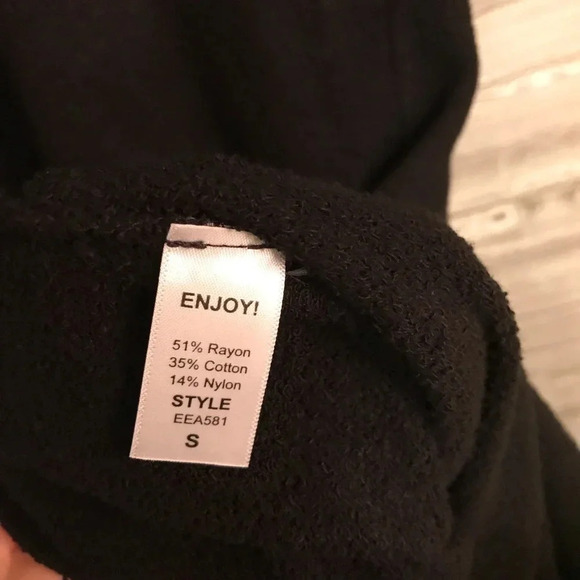 ENJOY!
51% Rayon
35% Cotton
14% Nylon
STYLE
EEA581
S